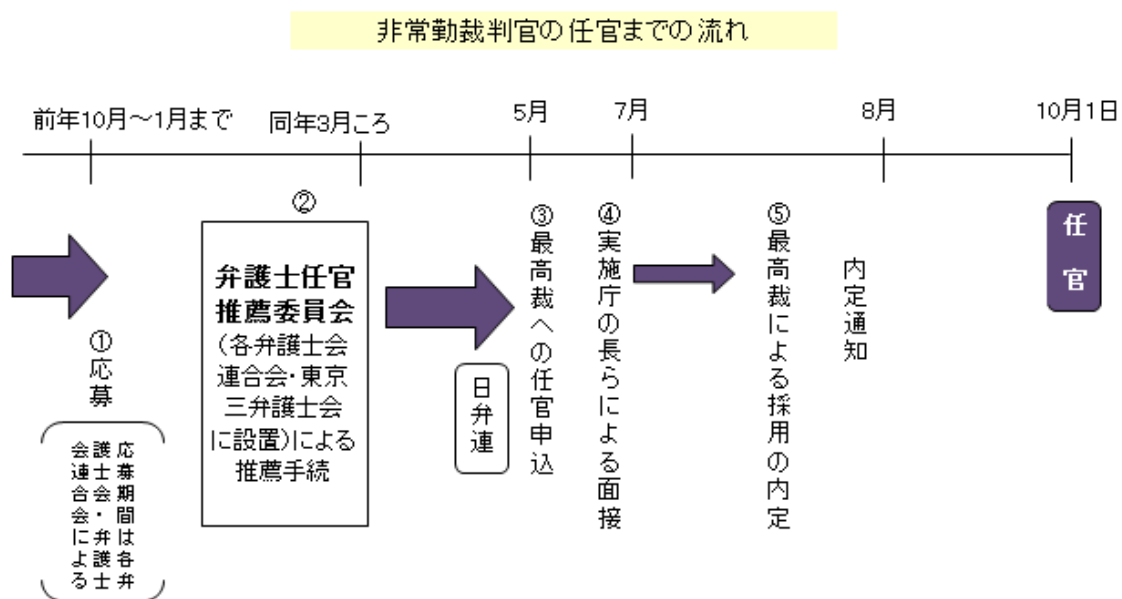 非常勤裁判官の任官までの流れ
前年10月～1月まで
同年3月ころ
5月
7月
8月
10月1日
①応募
応募期間は各弁
護士会・弁護士
会連合会による
②
弁護士任官
推薦委員会
（各弁護士会
連合会・東京
三弁護士会
に設置）による
推薦手続
日弁連
③最高裁への任官申込
④実施庁の長らによる面接
⑤最高裁による採用の内定
内定通知
任官